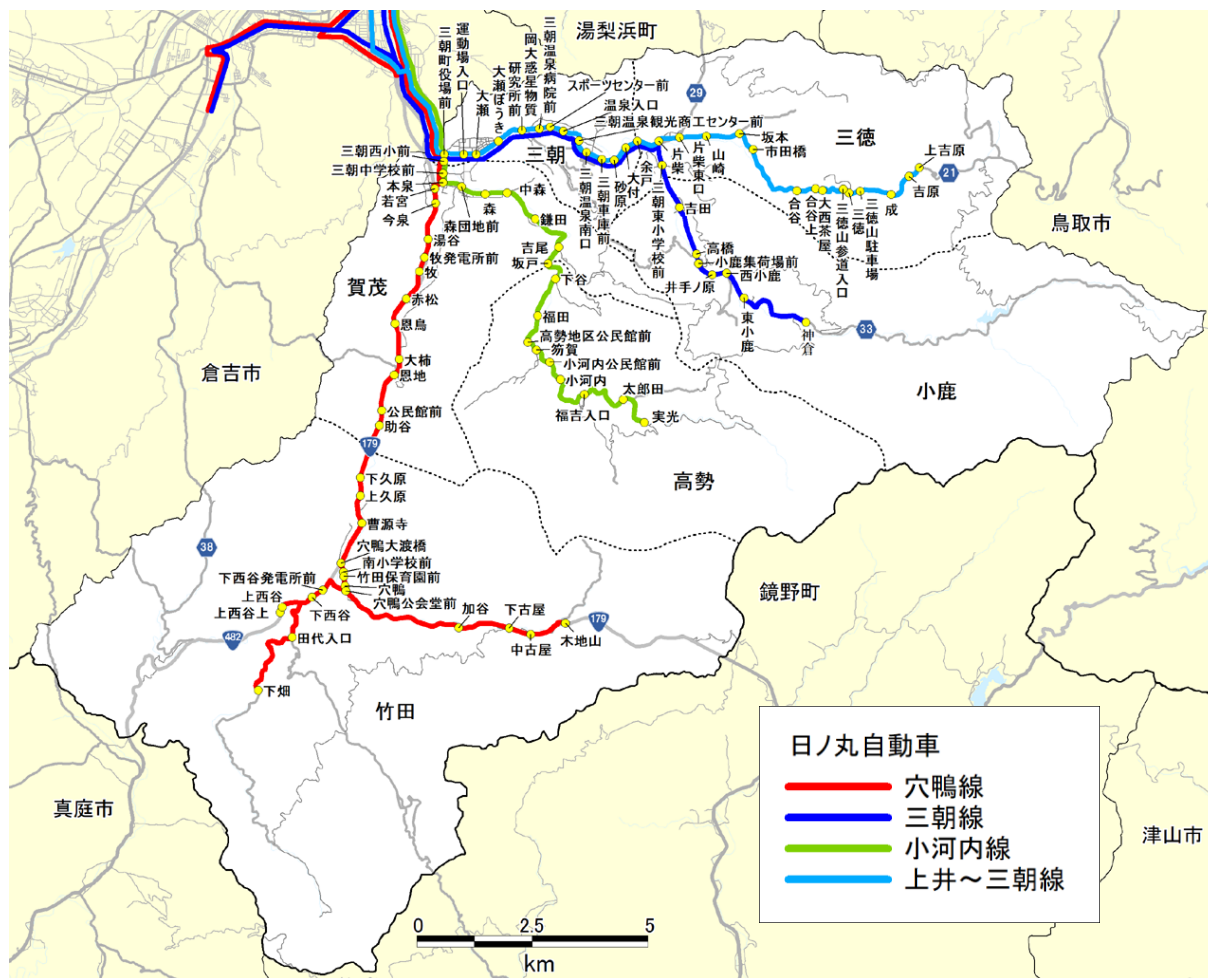 湯梨浜町
三朝町役場前
運動場入口
大瀬
大瀬ぼうき
研究所前
岡大惑星物質
三朝温泉病院前
スポーツセンター前
温泉入口
三朝温泉観光商工センター前
29
坂本
市田橋
三徳
上吉原
21
三朝
三朝西小前
三朝中学校前
本泉
若宮
今泉
中森
森
森団地前
鎌田
吉尾
坂戸
下谷
三朝温泉南口
三朝車庫前
砂原
大付
余戸
片柴
片柴東口
山崎
三朝東小学校前
吉田
合谷
合谷上
大西茶屋
三徳山参道入口
三徳
三徳山駐車場
成
吉原
鳥取市
湯谷
牧発電所前
牧
賀茂
赤松
恩鳥
大柿
恩地
公民館前
助谷
179
福田
高勢地区公民館前
笏賀
小河内公民館前
小河内
福吉入口
太郎田
実光
高橋
小鹿集荷場前
井手ノ原
西小鹿
東小鹿
神倉
33
小鹿
倉吉市
高勢
下久原
上久原
曹源寺
38
穴鴨大渡橋
南小学校前
竹田保育園前
穴鴨
穴鴨公会堂前
下西谷発電所前
上西谷
上西谷上
下西谷
482
田代入口
下畑
加谷
下古屋
中古屋
木地山
179
鏡野町
竹田
真庭市
津山市
日ノ丸自動車
穴鴨線
三朝線
小河内線
上井～三朝線
0 2.5 5
km